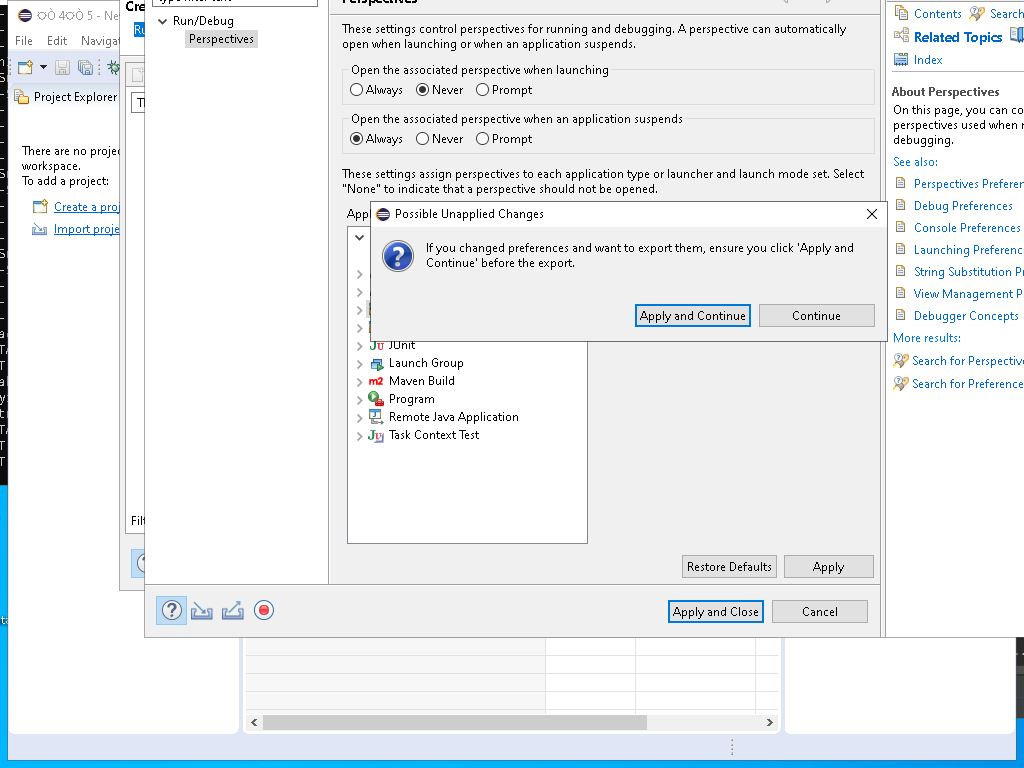 File Edit Navigat
Project Explorer
There are no projec
workspace.
To add a project:
Create a proj
Import proje
Cre
Run/Debug
Perspectives
Perspectives
These settings control perspectives for running and debugging. A perspective can automatically
open when launching or when an application suspends.
Open the associated perspective when launching
Always Never Prompt
Open the associated perspective when an application suspends
Always Never Prompt
These settings assign perspectives to each application type or launcher and launch mode set. Select
"None" to indicate that a perspective should not be opened.
Appl
Possible Unapplied Changes
If you changed preferences and want to export them, ensure you click 'Apply and
Continue' before the export.
Apply and Continue
Continue
JUnit
Launch Group
Maven Build
Program
Remote Java Application
Task Context Test
Filt
Restore Defaults
Apply
Apply and Close
Cancel
Contents Search
Related Topics
Index
About Perspectives
On this page, you can co
perspectives used when r
debugging.
See also:
Perspectives Preferen
Debug Preferences
Console Preferences
Launching Preferenc
String Substitution Pr
View Management P
Debugger Concepts
More results:
Search for Perspective
Search for Preference